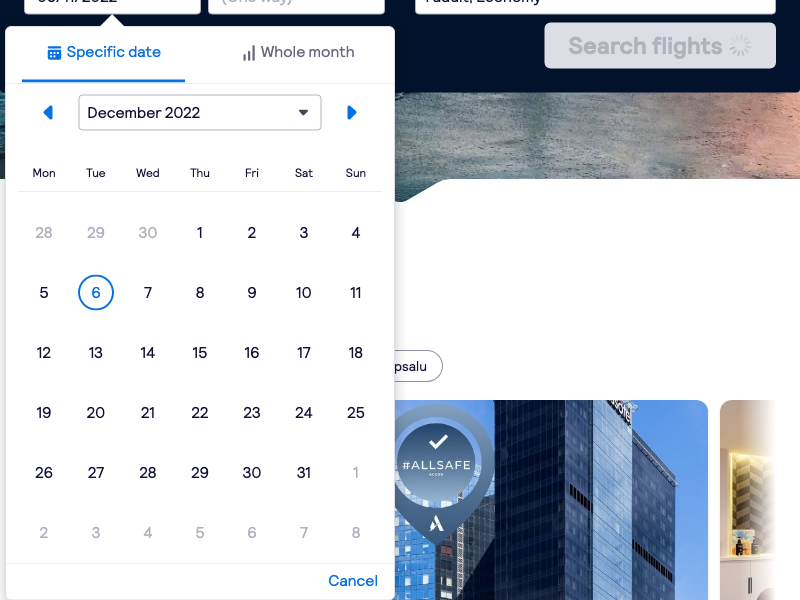 Specific date
Whole month
Search flights
December 2022
Mon Tue Wed Thu Fri Sat Sun
28 29 30 1 2 3 4
5 6 7 8 9 10 11
12 13 14 15 16 17 18
19 20 21 22 23 24 25
26 27 28 29 30 31 1
2 3 4 5 6 7 8
Cancel
psalu
#ALLSAFE
ACCOR